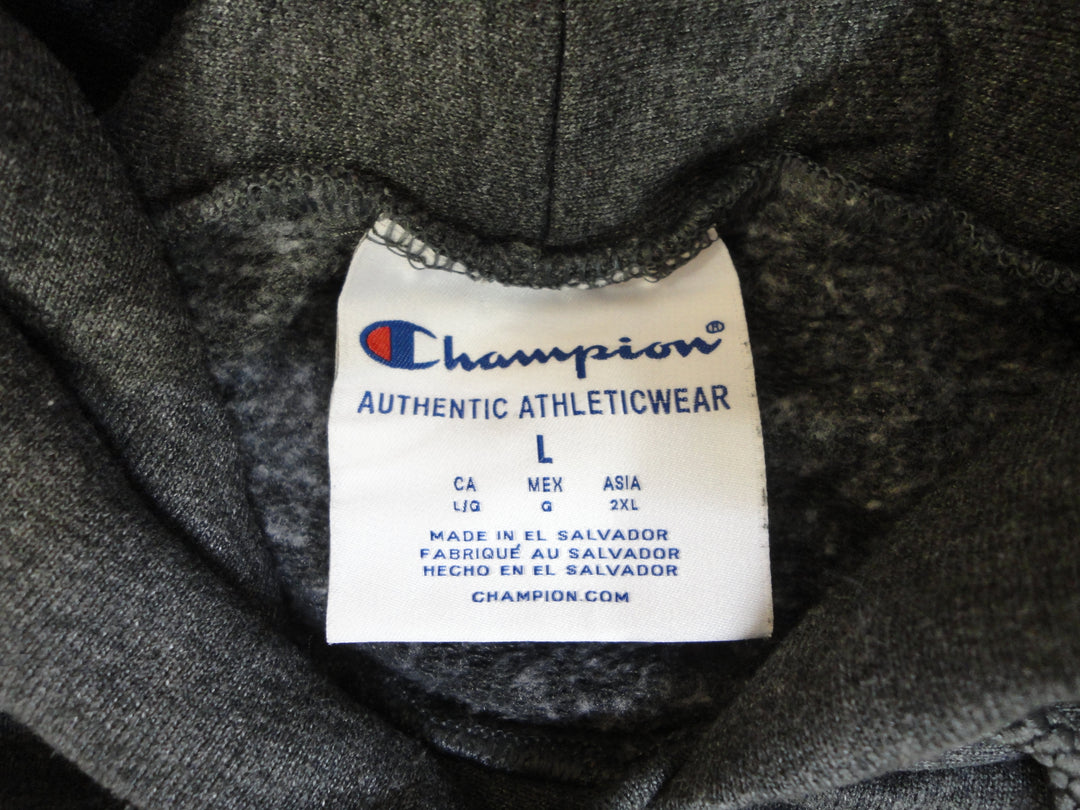 Champion®
AUTHENTIC ATHLETICWEAR
L
CA MEX ASIA
L/G G 2XL
MADE IN EL SALVADOR
FABRIQUÉ AU SALVADOR
HECHO EN EL SALVADOR
CHAMPION.COM